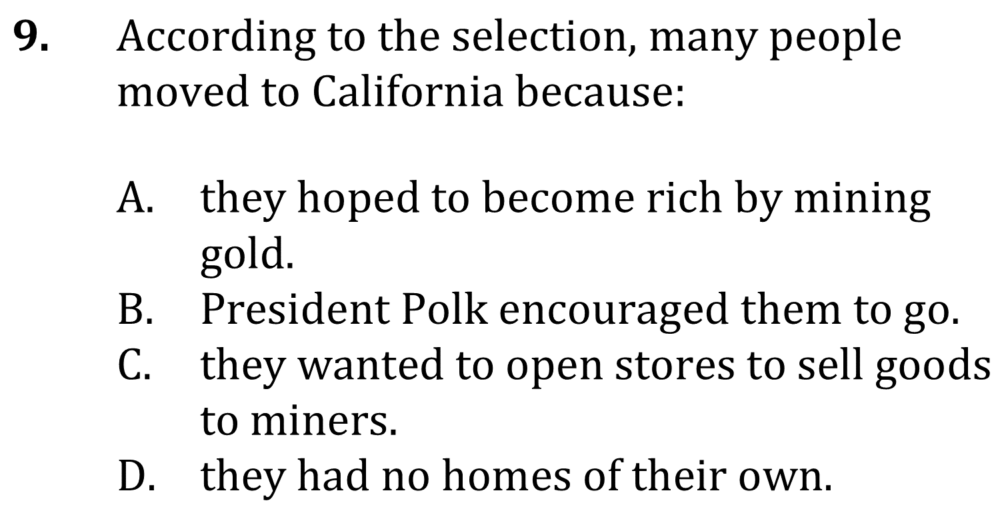 9. According to the selection, many people
moved to California because:
A. they hoped to become rich by mining
gold.
B. President Polk encouraged them to go.
C. they wanted to open stores to sell goods
to miners.
D. they had no homes of their own.